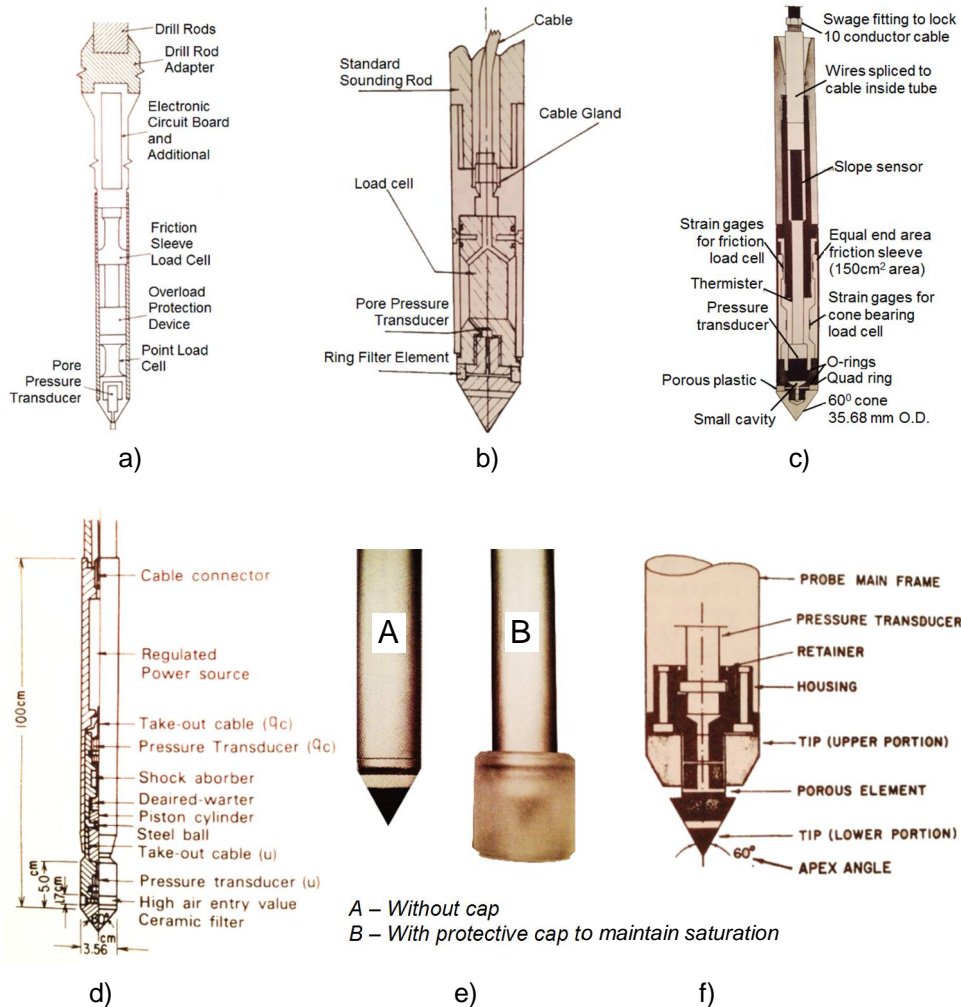 Drill Rods
Drill Rod
Adapter
Electronic
Circuit Board
and
Additional
Friction
Sleeve
Load Cell
Overload
Protection
Device
Point Load
Cell
Pore
Pressure
Transducer
a)
Cable
Standard
Sounding Rod
Cable Gland
Load cell
Pore Pressure
Transducer
Ring Filter Element
b)
Swage fitting to lock
10 conductor cable
Wires spliced to
cable inside tube
Slope sensor
Strain gages
for friction
load cell
Equal end area
friction sleeve
(150cm² area)
Thermister
Pressure
transducer
Strain gages for
cone bearing
load cell
O-rings
Quad ring
Porous plastic
Small cavity
60⁰ cone
35.68 mm O.D.
c)
Cable connector
Regulated
Power source
Take-out cable (qc)
Pressure Transducer (qc)
Shock aborber
Deaired-warter
Piston cylinder
Steel ball
Take-out cable (u)
Pressure transducer (u)
High air entry value
Ceramic filter
100cm
5.0cm
1.7cm
3.56 cm
d)
A
B
A – Without cap
B – With protective cap to maintain saturation
e)
PROBE MAIN FRAME
PRESSURE TRANSDUCER
RETAINER
HOUSING
TIP (UPPER PORTION)
POROUS ELEMENT
TIP (LOWER PORTION)
60°
APEX ANGLE
f)